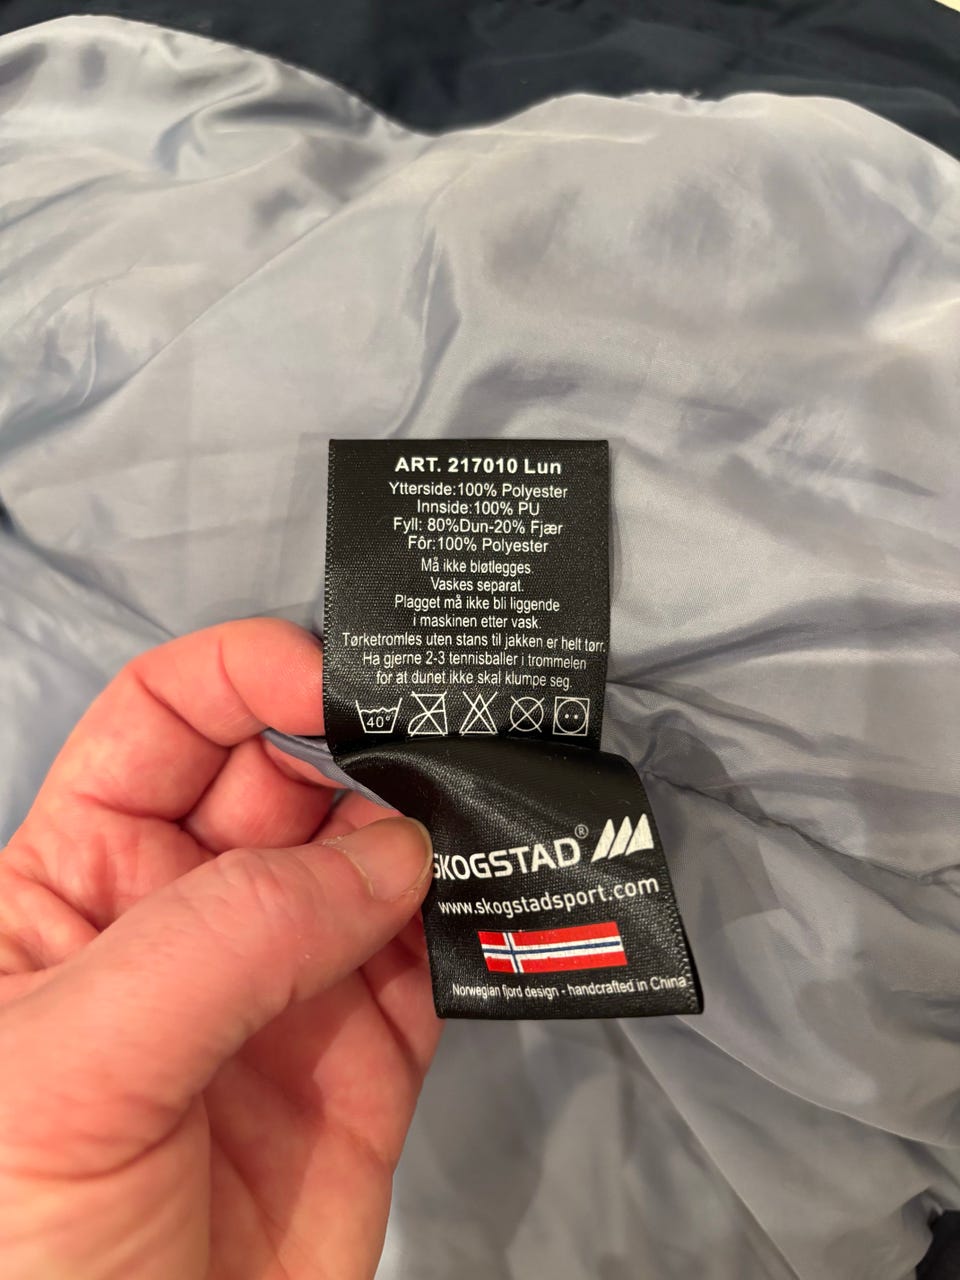 ART. 217010 Lun
Ytterside:100% Polyester
Innside:100% PU
Fyll: 80%Dun-20% Fjær
Fôr:100% Polyester
Må ikke bløtlegges.
Vaskes separat.
Plagget må ikke bli liggende
i maskinen etter vask.
Tørketromles uten stans til jakken er helt tørr.
Ha gjerne 2-3 tennisballer i trommelen
for at dunet ikke skal klumpe seg.
40°
SKOGSTAD®
www.skogstadsport.com
Norwegian fjord design - handcrafted in China